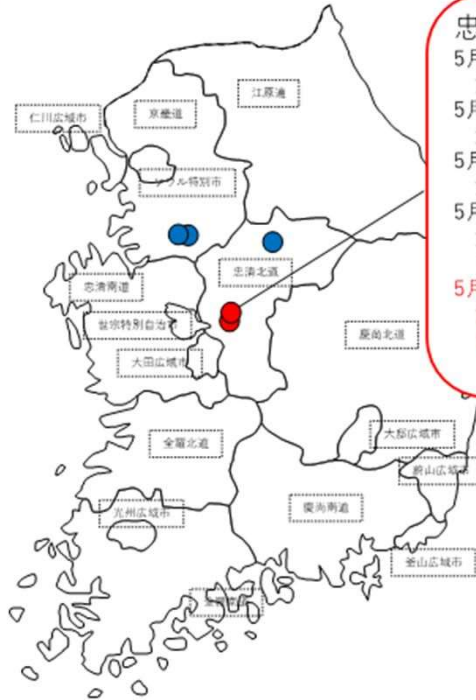 江原道
京畿道
仁川広域市
ソウル特別市
忠清北道
忠清南道
世宗特別自治市
大田広域市
慶尚北道
大邱広域市
全羅北道
慶尚南道
光州広域市
釜山広域市
忠
5月
5月
5月
5月
5月